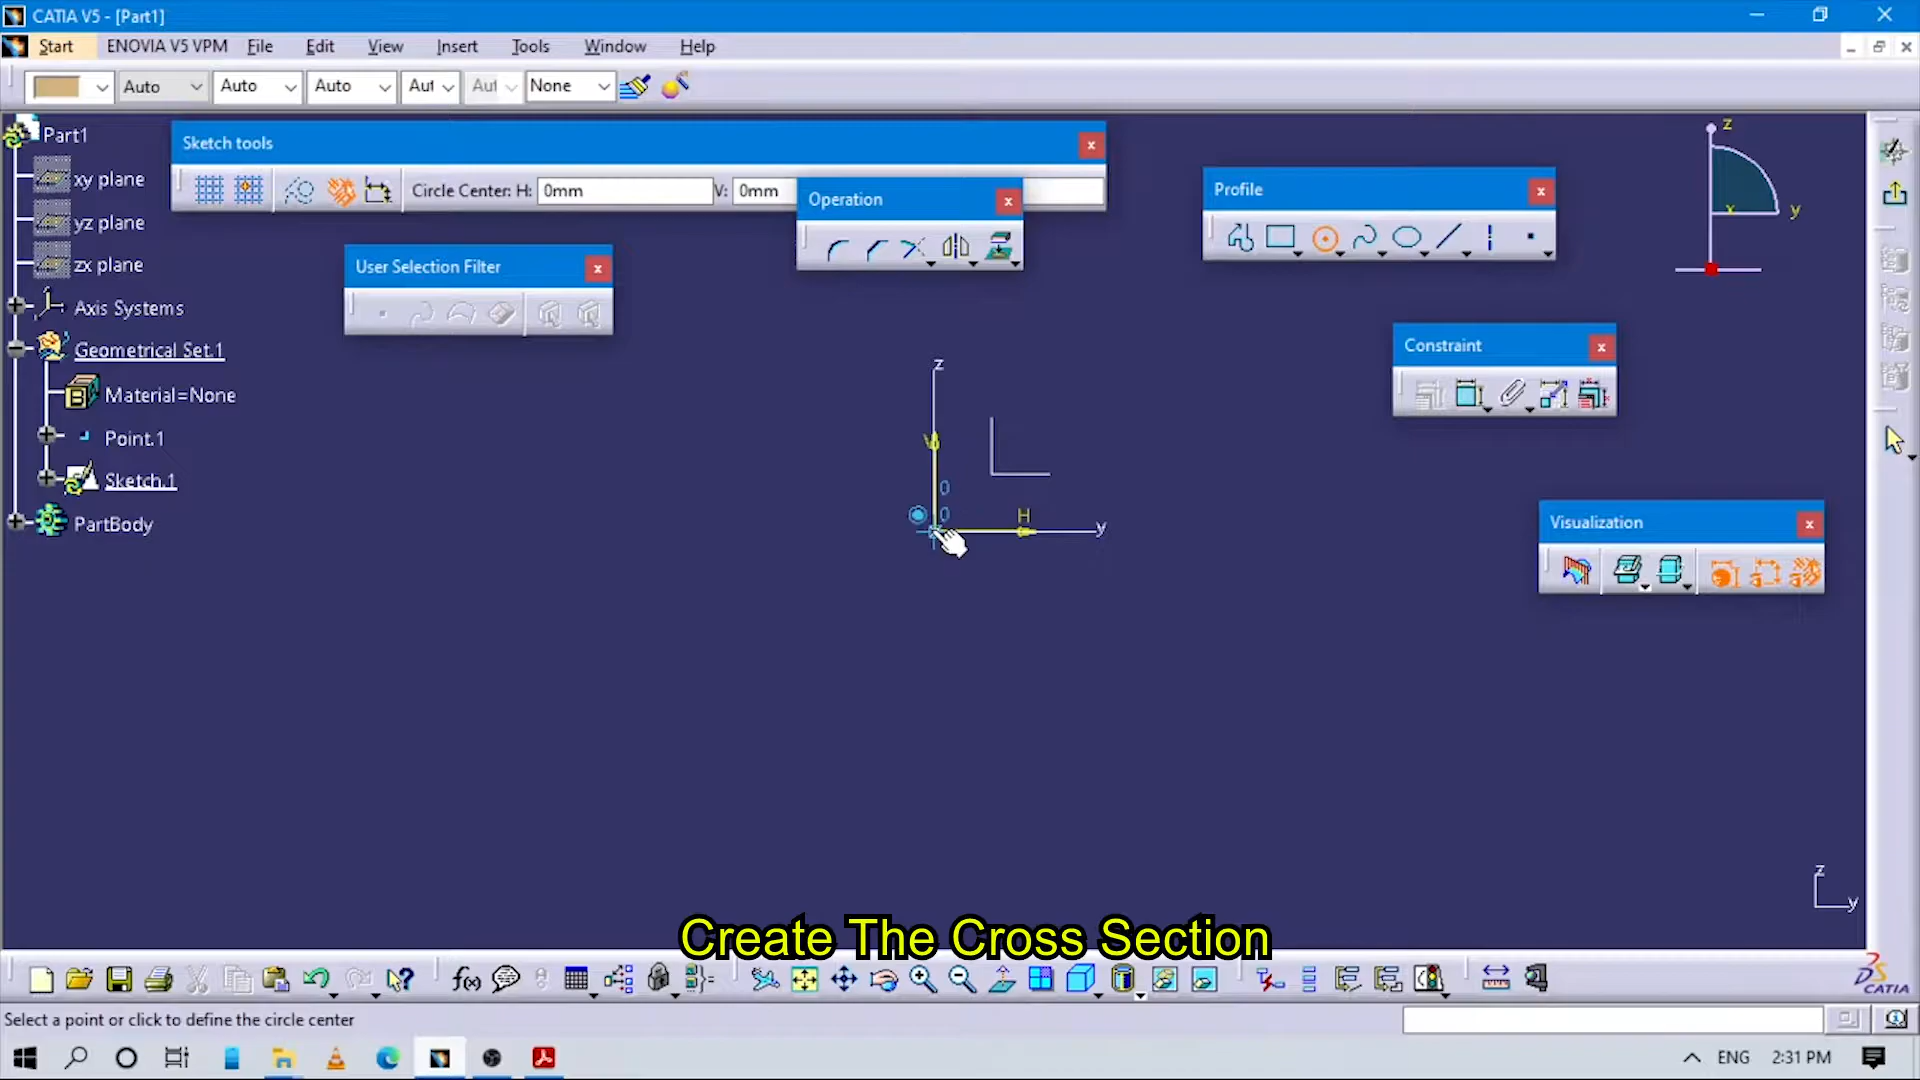 CATIA V5 - [Part1]
Start ENOVIA V5 VPM File Edit View Insert Tools Window Help
Auto Auto Auto Aut Aut None
Part1
xy plane
yz plane
zx plane
Axis Systems
Geometrical Set.1
Material=None
Point.1
Sketch.1
PartBody
Sketch tools
Circle Center: H: 0mm V: 0mm
Operation
User Selection Filter
Profile
Constraint
Visualization
z
y
x
z
V
0
0
H
y
z
y
Create The Cross Section
f(x)
CATIA
Select a point or click to define the circle center
ENG 2:31 PM